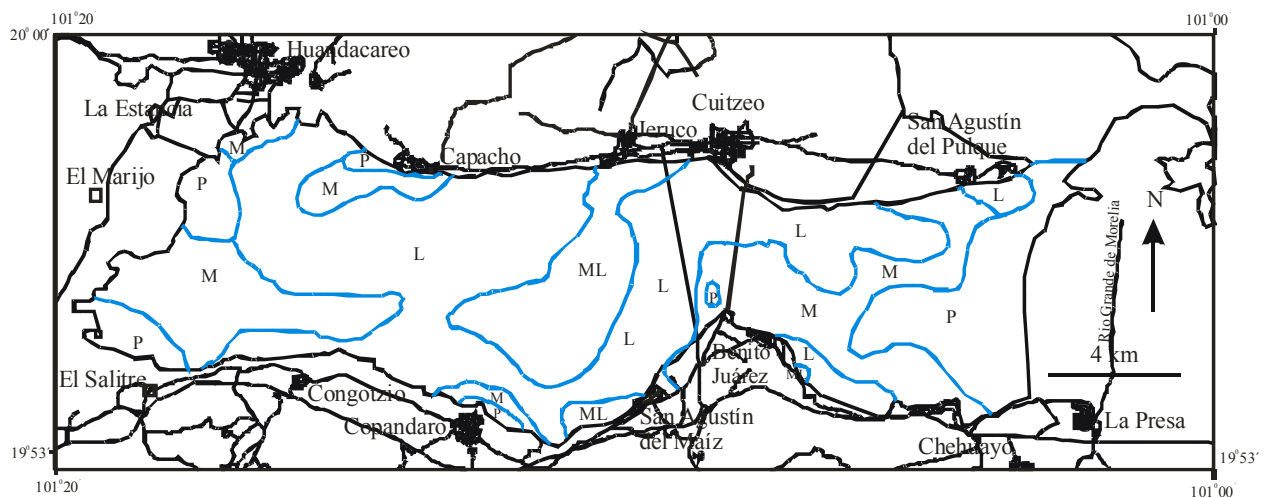 101°20'
101°00'
20°00'
Huandacareo
La Estancia
Cuitzeo
Jeruco
San Agustín
del Pulque
Capacho
M
P
El Marijo
P
M
L
N
L
L
M
ML
M
L
P
M
P
Río Grande de Morelia
P
L
Benito
Juárez
L
M
4 km
El Salitre
Congotzio
M
P
ML
San Agustín
del Maíz
Copandaro
Chehuayo
La Presa
19°53'
19°53'
101°20'
101°00'